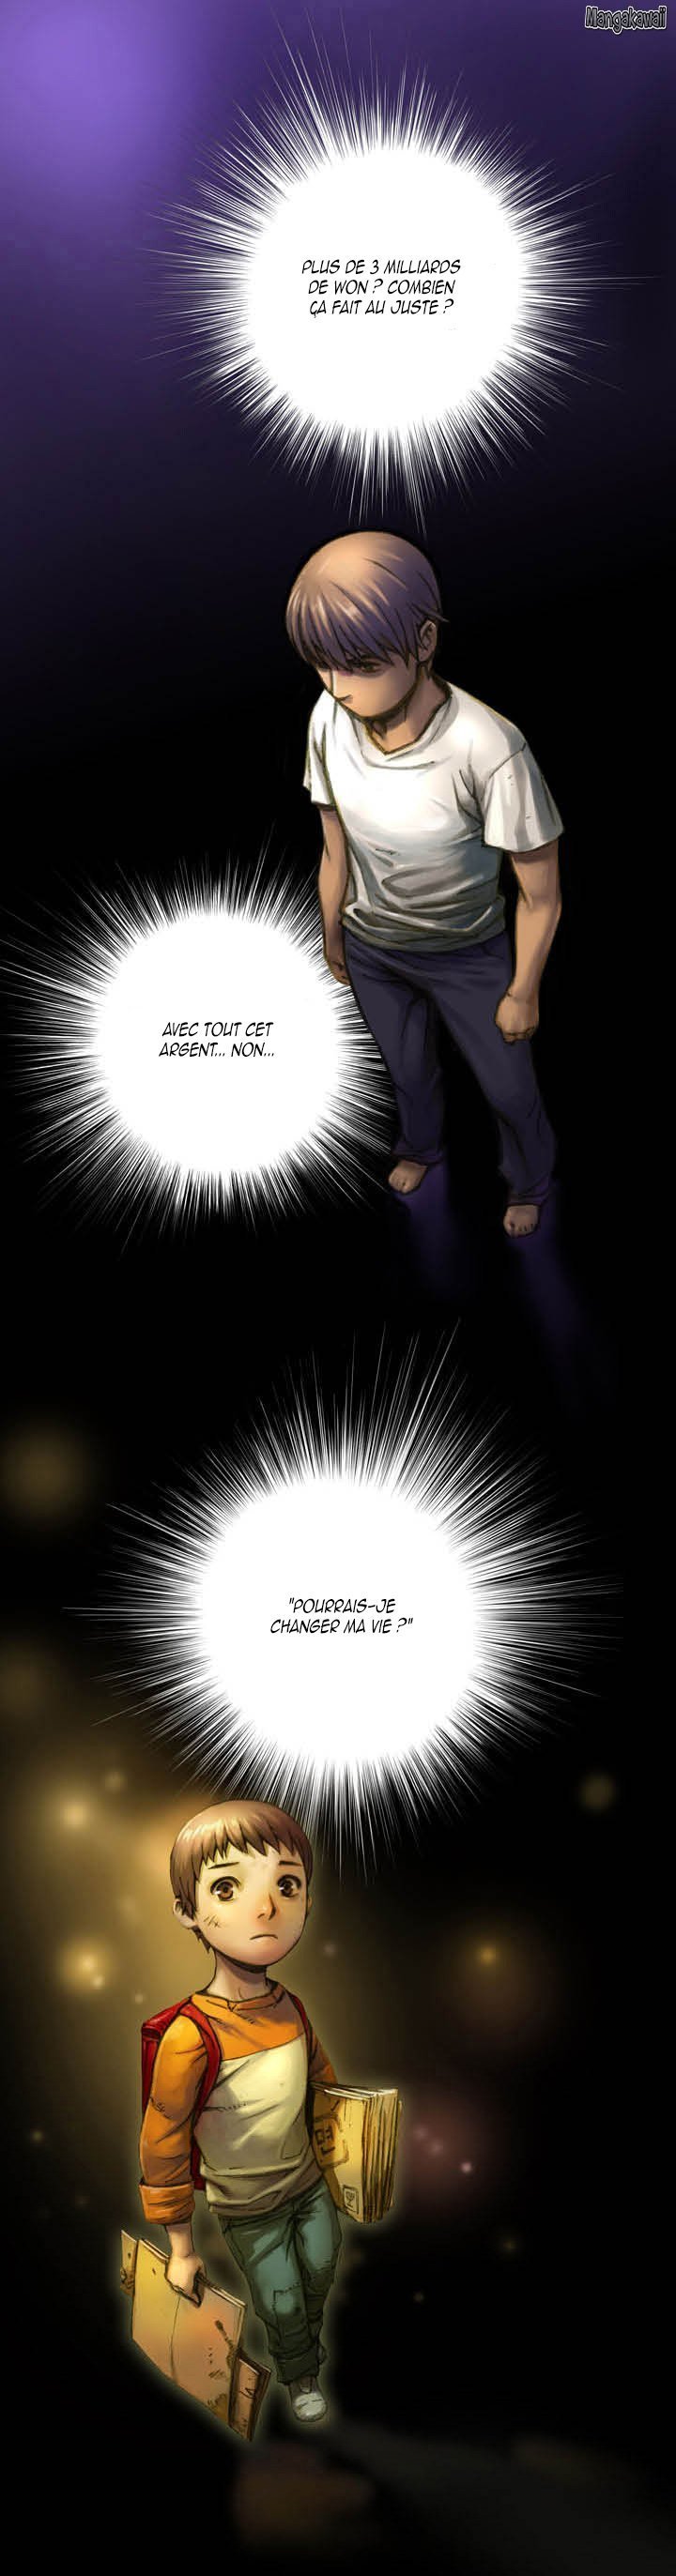 Mangakawaii
PLUS DE 3 MILLIARDS
DE WON ? COMBIEN
ÇA FAIT AU JUSTE ?
AVEC TOUT CET
ARGENT... NON...
"POURRAIS-JE
CHANGER MA VIE ?"
면